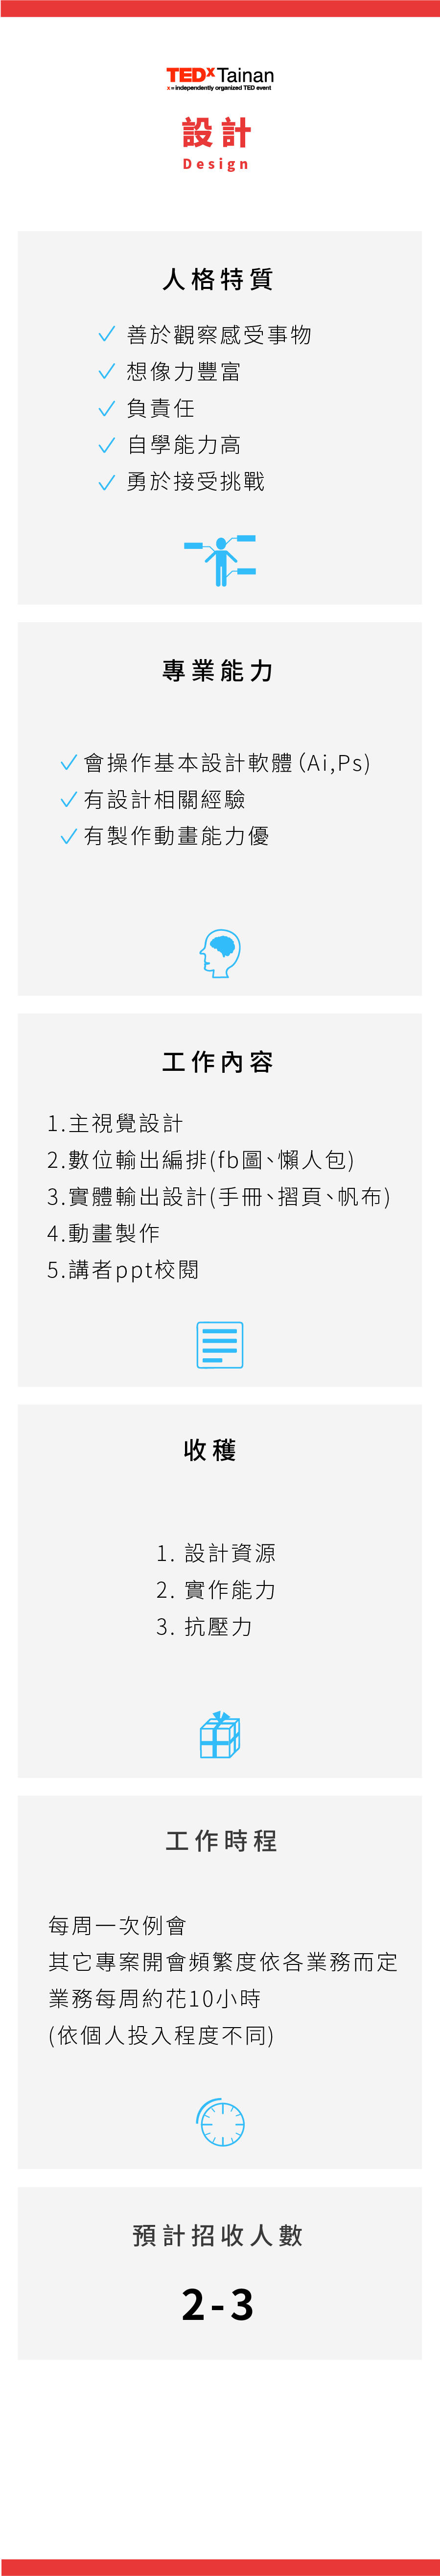 TEDxTainan
x = independently organized TED event
設計
Design
人格特質
善於觀察感受事物
想像力豐富
負責任
自學能力高
勇於接受挑戰
專業能力
會操作基本設計軟體(Ai,Ps)
有設計相關經驗
有製作動畫能力優
工作內容
1.主視覺設計
2.數位輸出編排(fb圖、懶人包)
3.實體輸出設計(手冊、摺頁、帆布)
4.動畫製作
5.講者ppt校閱
收穫
1. 設計資源
2. 實作能力
3. 抗壓力
工作時程
每周一次例會
其它專案開會頻繁度依各業務而定
業務每周約花10小時
(依個人投入程度不同)
預計招收人數
2-3